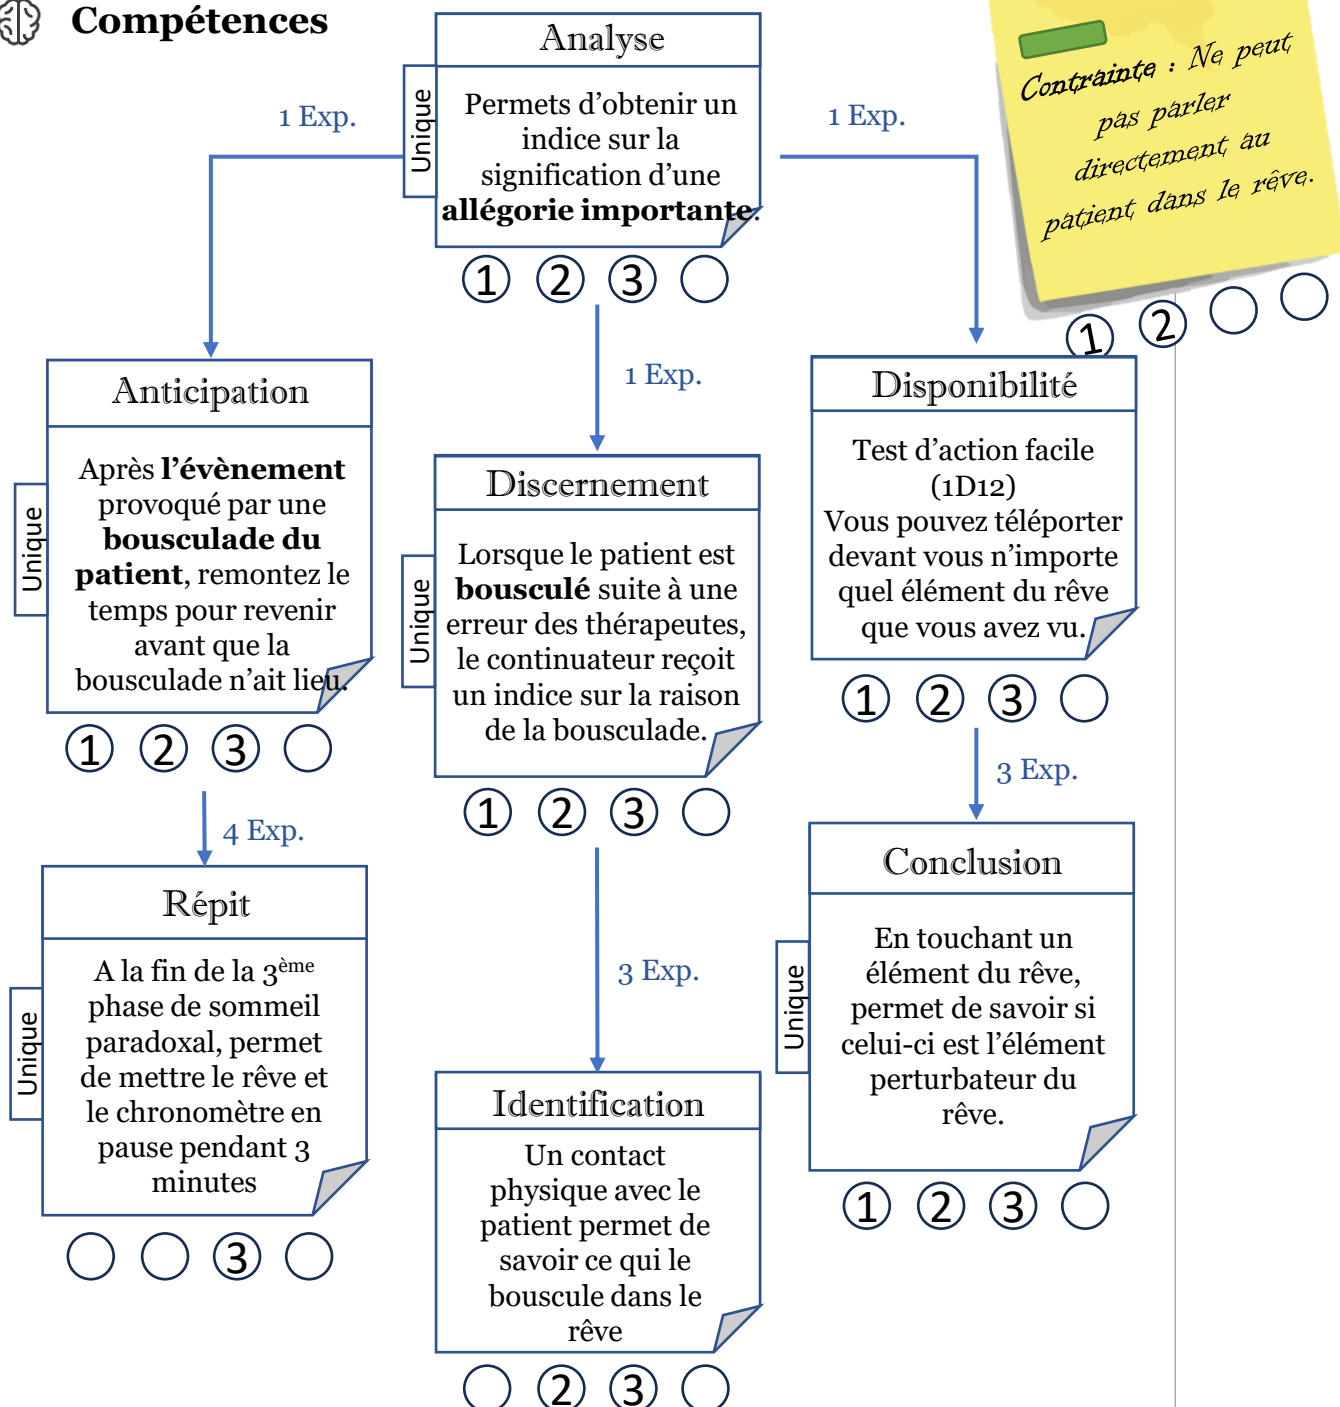 Compétences
Analyse
Unique
Permets d’obtenir un
indice sur la
signification d’une
allégorie importante.
1 2 3
1 Exp.
1 Exp.
1 Exp.
Contrainte : Ne peut
pas parler
directement au
patient dans le rêve.
1 2
Anticipation
Unique
Après l’évènement
provoqué par une
bousculade du
patient, remontez le
temps pour revenir
avant que la
bousculade n’ait lieu.
1 2 3
4 Exp.
Répit
Unique
A la fin de la 3ème
phase de sommeil
paradoxal, permet
de mettre le rêve et
le chronomètre en
pause pendant 3
minutes
3
Discernement
Unique
Lorsque le patient est
bousculé suite à une
erreur des thérapeutes,
le continuateur reçoit
un indice sur la raison
de la bousculade.
1 2 3
3 Exp.
Identification
Un contact
physique avec le
patient permet de
savoir ce qui le
bouscule dans le
rêve
2 3
Disponibilité
Test d’action facile
(1D12)
Vous pouvez téléporter
devant vous n’importe
quel élément du rêve
que vous avez vu.
1 2 3
3 Exp.
Conclusion
Unique
En touchant un
élément du rêve,
permet de savoir si
celui-ci est l’élément
perturbateur du
rêve.
1 2 3